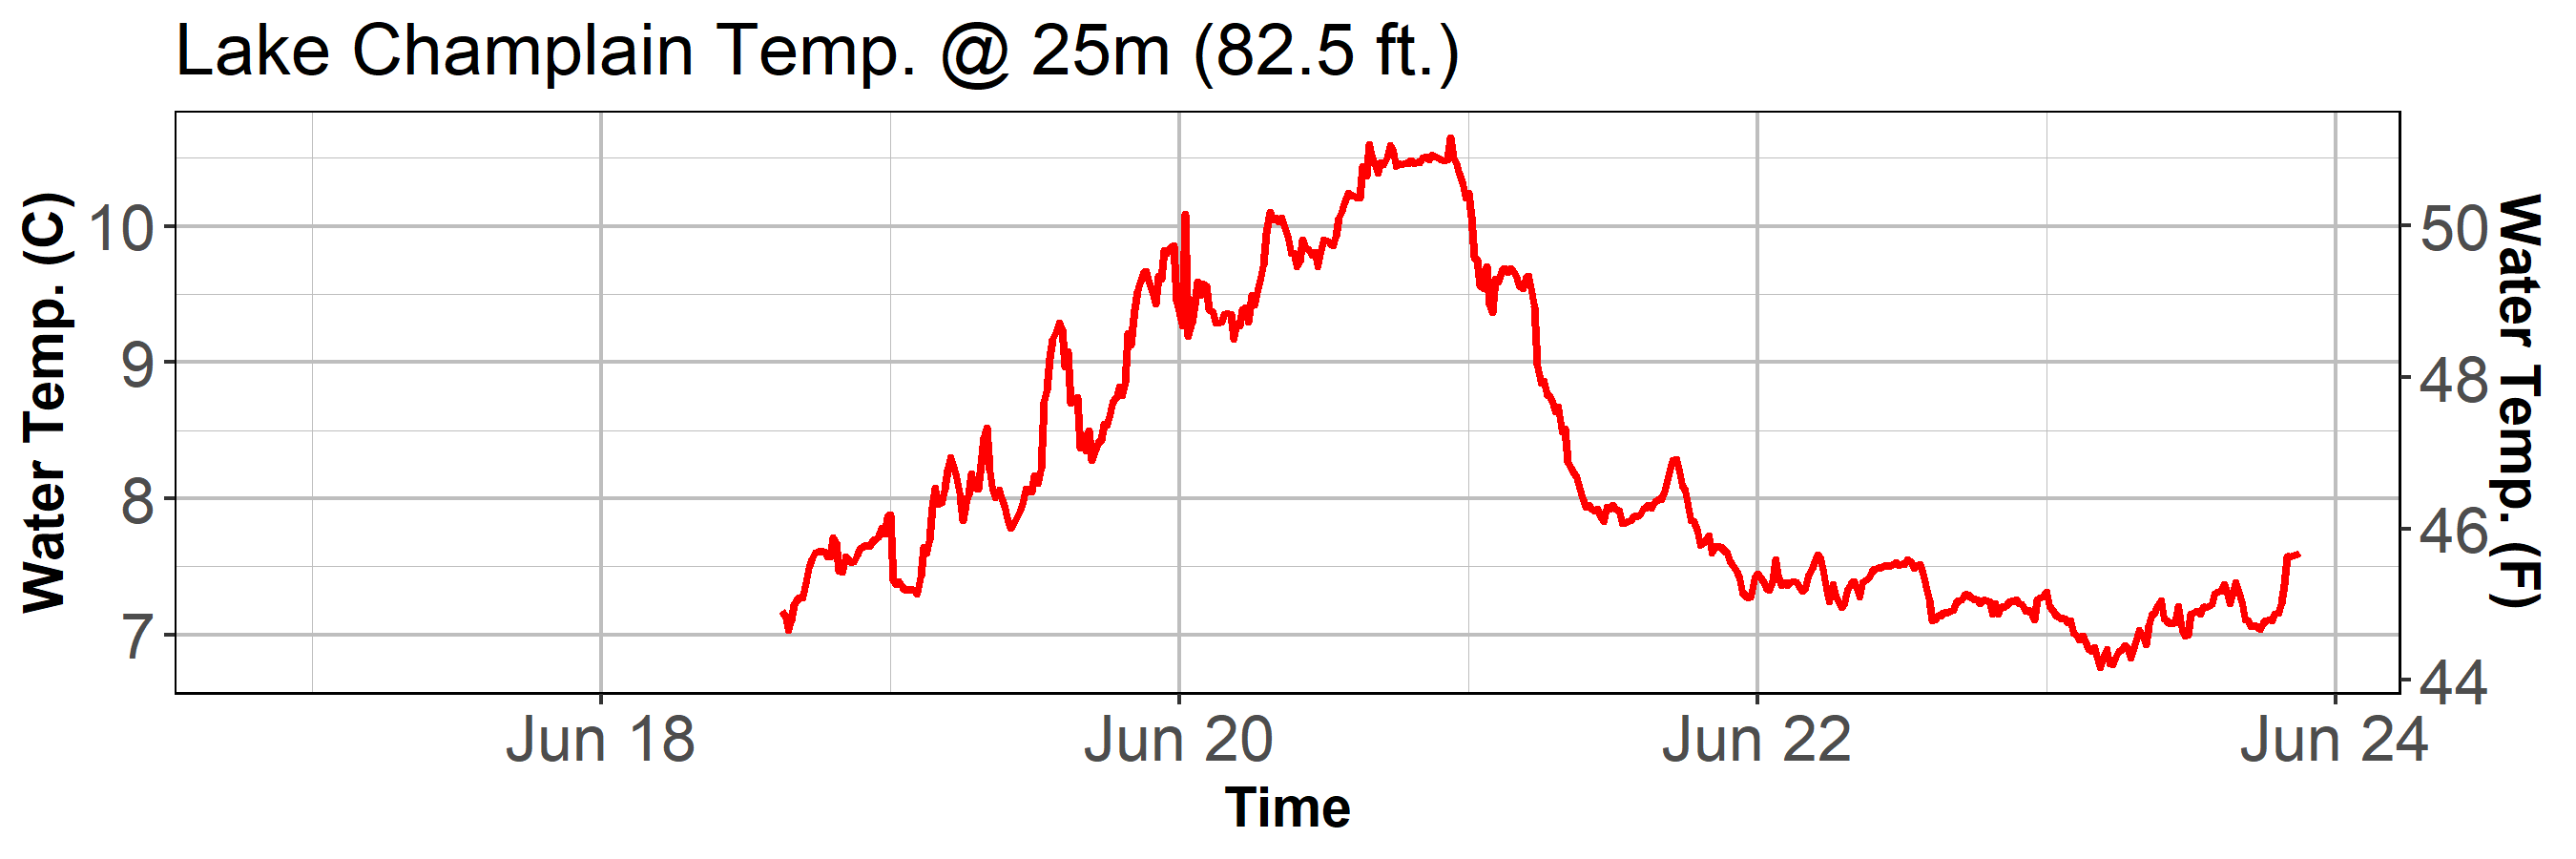 Lake Champlain Temp. @ 25m (82.5 ft.)
Water Temp. (C)
10
9
8
7
50
48
46
44
Water Temp. (F)
Jun 18
Jun 20
Jun 22
Jun 24
Time